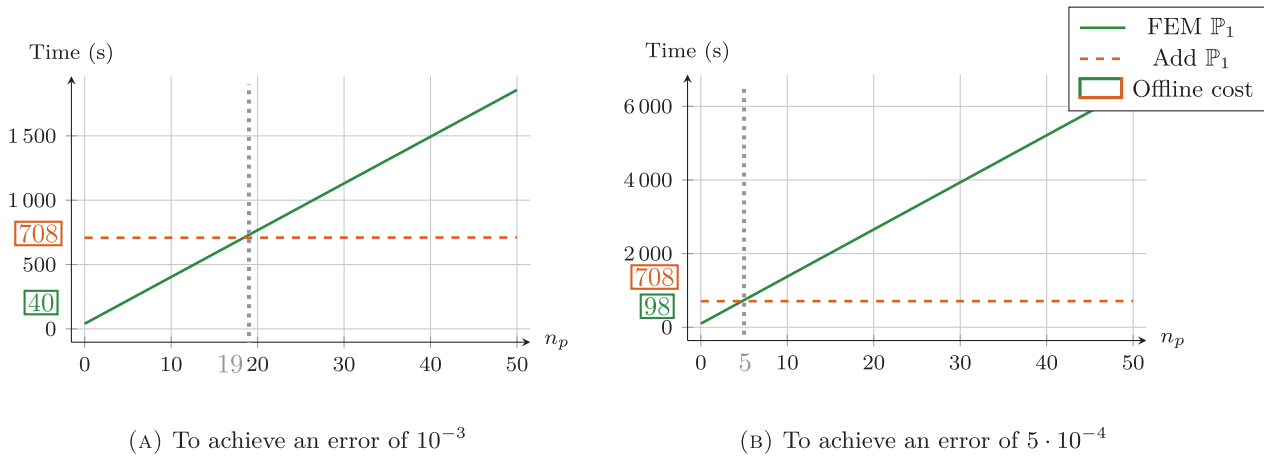 Time (s)
1 500
1 000
708
500
40
0
0 10 19 20 30 40 50
n_p
(A) To achieve an error of 10⁻³
FEM ℙ₁
Add ℙ₁
Offline cost
Time (s)
6 000
4 000
2 000
708
98
0
0 5 10 20 30 40 50
n_p
(B) To achieve an error of 5 · 10⁻⁴